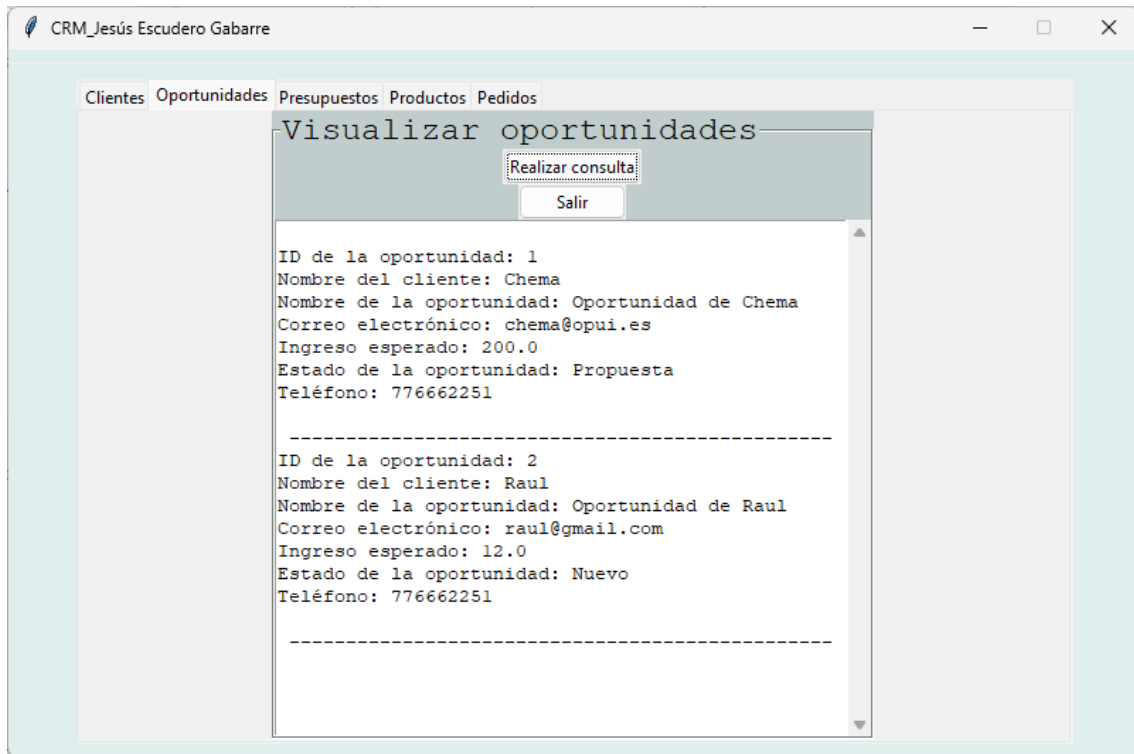 CRM_Jesús Escudero Gabarre
Clientes Oportunidades Presupuestos Productos Pedidos
Visualizar oportunidades
Realizar consulta
Salir
ID de la oportunidad: 1
Nombre del cliente: Chema
Nombre de la oportunidad: Oportunidad de Chema
Correo electrónico: chema@opui.es
Ingreso esperado: 200.0
Estado de la oportunidad: Propuesta
Teléfono: 776662251
------------------------------------------------
ID de la oportunidad: 2
Nombre del cliente: Raul
Nombre de la oportunidad: Oportunidad de Raul
Correo electrónico: raul@gmail.com
Ingreso esperado: 12.0
Estado de la oportunidad: Nuevo
Teléfono: 776662251
------------------------------------------------